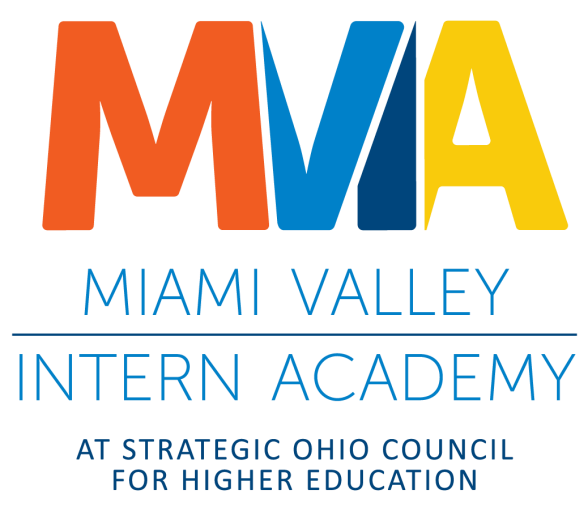 MVIA
MIAMI VALLEY
INTERN ACADEMY
AT STRATEGIC OHIO COUNCIL
FOR HIGHER EDUCATION